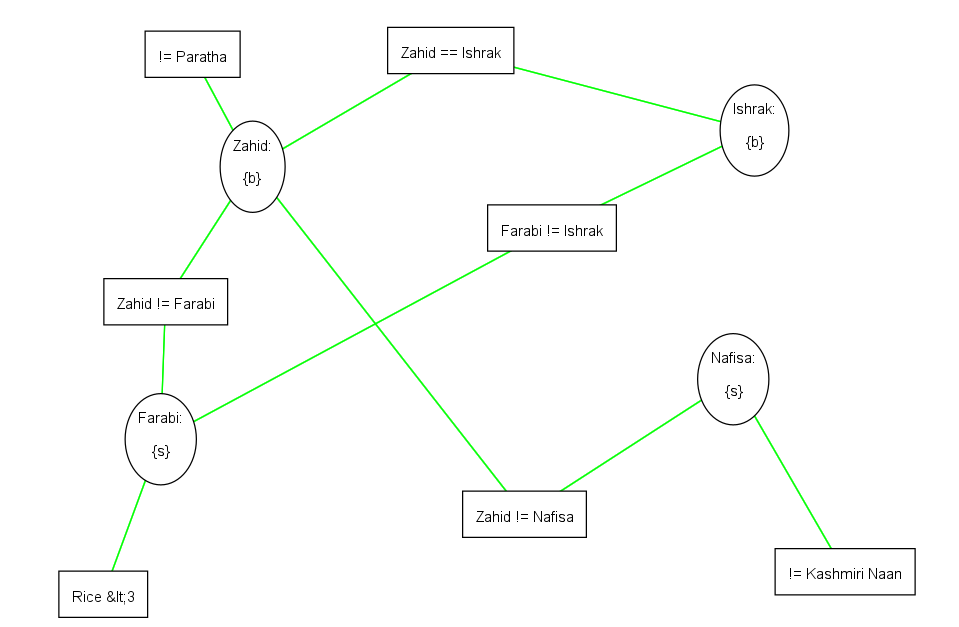 != Paratha
Zahid == Ishrak
Ishrak:
{b}
Zahid:
{b}
Farabi != Ishrak
Zahid != Farabi
Nafisa:
{s}
Farabi:
{s}
Zahid != Nafisa
!= Kashmiri Naan
Rice &lt;3